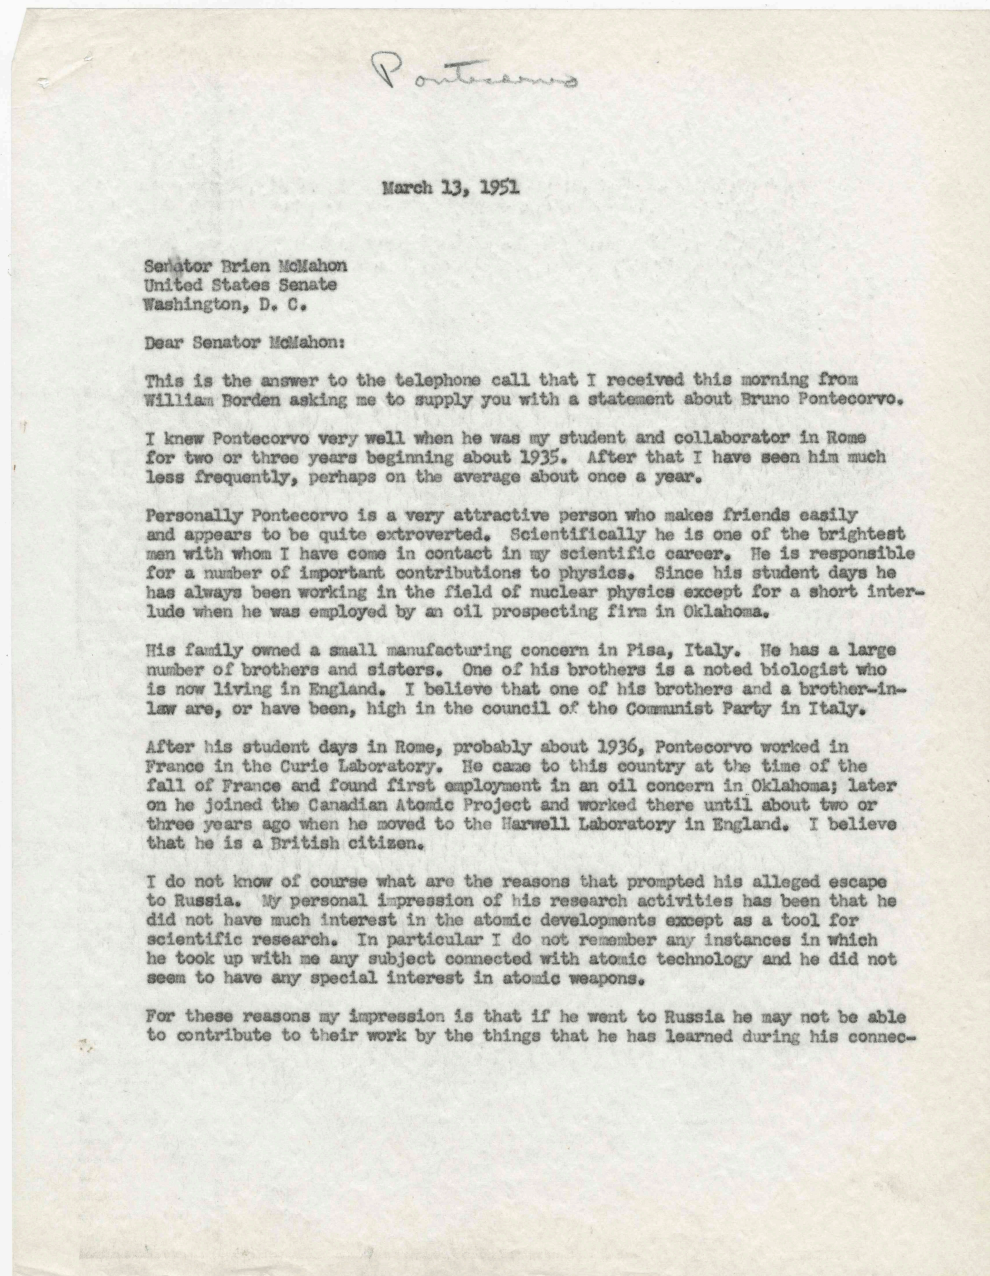 Pontecorvo
March 13, 1951
Senator Brien McMahon
United States Senate
Washington, D. C.
Dear Senator McMahon:
This is the answer to the telephone call that I received this morning from
William Borden asking me to supply you with a statement about Bruno Pontecorvo.
I knew Pontecorvo very well when he was my student and collaborator in Rome
for two or three years beginning about 1935. After that I have seen him much
less frequently, perhaps on the average about once a year.
Personally Pontecorvo is a very attractive person who makes friends easily
and appears to be quite extroverted. Scientifically he is one of the brightest
men with whom I have come in contact in my scientific career. He is responsible
for a number of important contributions to physics. Since his student days he
has always been working in the field of nuclear physics except for a short inter-
lude when he was employed by an oil prospecting firm in Oklahoma.
His family owned a small manufacturing concern in Pisa, Italy. He has a large
number of brothers and sisters. One of his brothers is a noted biologist who
is now living in England. I believe that one of his brothers and a brother-in-
law are, or have been, high in the council of the Communist Party in Italy.
After his student days in Rome, probably about 1936, Pontecorvo worked in
France in the Curie Laboratory. He came to this country at the time of the
fall of France and found first employment in an oil concern in Oklahoma; later
on he joined the Canadian Atomic Project and worked there until about two or
three years ago when he moved to the Harwell Laboratory in England. I believe
that he is a British citizen.
I do not know of course what are the reasons that prompted his alleged escape
to Russia. My personal impression of his research activities has been that he
did not have much interest in the atomic developments except as a tool for
scientific research. In particular I do not remember any instances in which
he took up with me any subject connected with atomic technology and he did not
seem to have any special interest in atomic weapons.
For these reasons my impression is that if he went to Russia he may not be able
to contribute to their work by the things that he has learned during his connec-